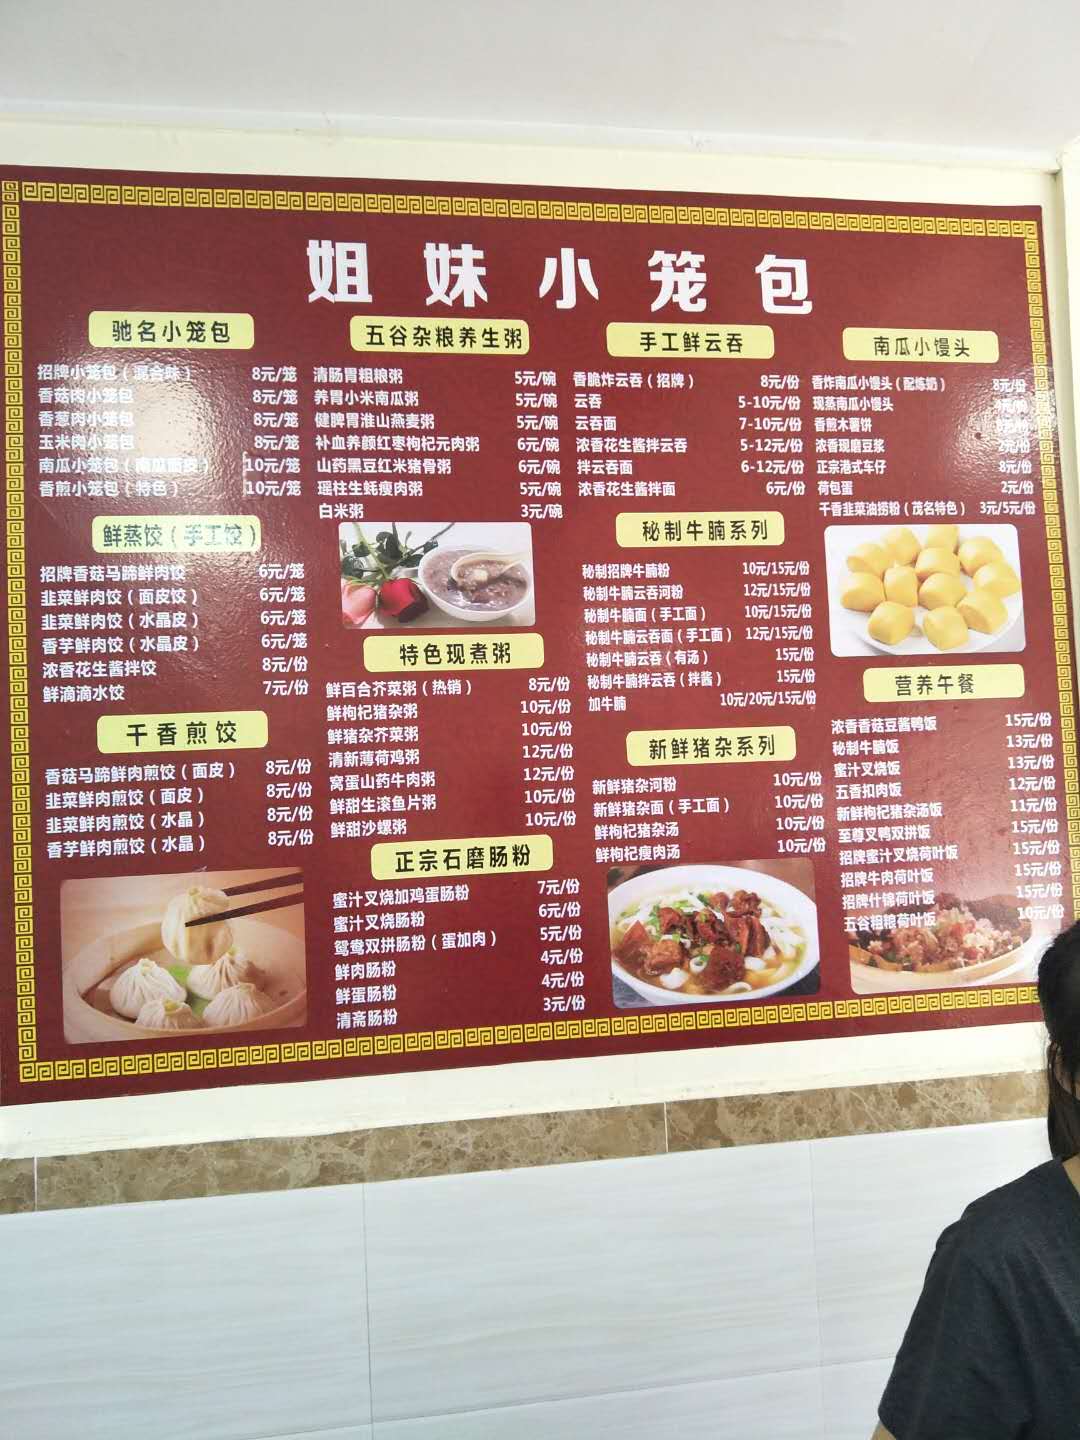 姐妹小笼包
驰名小笼包
招牌小笼包（混合味） 8元/笼
香菇肉小笼包 8元/笼
香葱肉小笼包 8元/笼
玉米肉小笼包 8元/笼
南瓜小笼包（南瓜面皮） 10元/笼
香煎小笼包（特色） 10元/笼
鲜蒸饺（手工饺）
招牌香菇马蹄鲜肉饺 6元/笼
韭菜鲜肉饺（面皮饺） 6元/笼
韭菜鲜肉饺（水晶皮） 6元/笼
香芋鲜肉饺（水晶皮） 6元/笼
浓香花生酱拌饺 8元/份
鲜滴滴水饺 7元/份
千香煎饺
香菇马蹄鲜肉煎饺（面皮） 8元/份
韭菜鲜肉煎饺（面皮） 8元/份
韭菜鲜肉煎饺（水晶） 8元/份
香芋鲜肉煎饺（水晶） 8元/份
五谷杂粮养生粥
清肠胃粗粮粥 5元/碗
养胃小米南瓜粥 5元/碗
健脾胃淮山燕麦粥 5元/碗
补血养颜红枣枸杞元肉粥 6元/碗
山药黑豆红米猪骨粥 6元/碗
瑶柱生蚝瘦肉粥 5元/碗
白米粥 3元/碗
特色现煮粥
鲜百合芥菜粥（热销） 8元/份
鲜枸杞猪杂粥 10元/份
鲜猪杂芥菜粥 10元/份
清新薄荷鸡粥 12元/份
窝蛋山药牛肉粥 12元/份
鲜甜生滚鱼片粥 10元/份
鲜甜沙螺粥 10元/份
正宗石磨肠粉
蜜汁叉烧加鸡蛋肠粉 7元/份
蜜汁叉烧肠粉 6元/份
鸳鸯双拼肠粉（蛋加肉） 5元/份
鲜肉肠粉 4元/份
鲜蛋肠粉 4元/份
清斋肠粉 3元/份
手工鲜云吞
香脆炸云吞（招牌） 8元/份
云吞 5-10元/份
云吞面 7-10元/份
浓香花生酱拌云吞 5-12元/份
拌云吞面 6-12元/份
浓香花生酱拌面 6元/份
秘制牛腩系列
秘制招牌牛腩粉 10元/15元/份
秘制牛腩云吞河粉 12元/15元/份
秘制牛腩面（手工面） 10元/15元/份
秘制牛腩云吞面（手工面） 12元/15元/份
秘制牛腩云吞（有汤） 15元/份
秘制牛腩拌云吞（拌酱） 15元/份
加牛腩 10元/20元/15元/份
新鲜猪杂系列
新鲜猪杂河粉 10元/份
新鲜猪杂面（手工面） 10元/份
鲜枸杞猪杂汤 10元/份
鲜枸杞瘦肉汤 10元/份
南瓜小馒头
香炸南瓜小馒头（配炼奶） 8元/份
现蒸南瓜小馒头
香煎木薯饼
浓香现磨豆浆 2元/份
正宗港式车仔 8元/份
荷包蛋 2元/份
千香韭菜油捞粉（茂名特色） 3元/5元/份
营养午餐
浓香香菇豆酱鸭饭 15元/份
秘制牛腩饭 13元/份
蜜汁叉烧饭 13元/份
五香扣肉饭 12元/份
新鲜枸杞猪杂汤饭 11元/份
至尊叉鸭双拼饭 15元/份
招牌蜜汁叉烧荷叶饭 15元/份
招牌牛肉荷叶饭 15元/份
招牌什锦荷叶饭 15元/份
五谷粗粮荷叶饭 10元/份